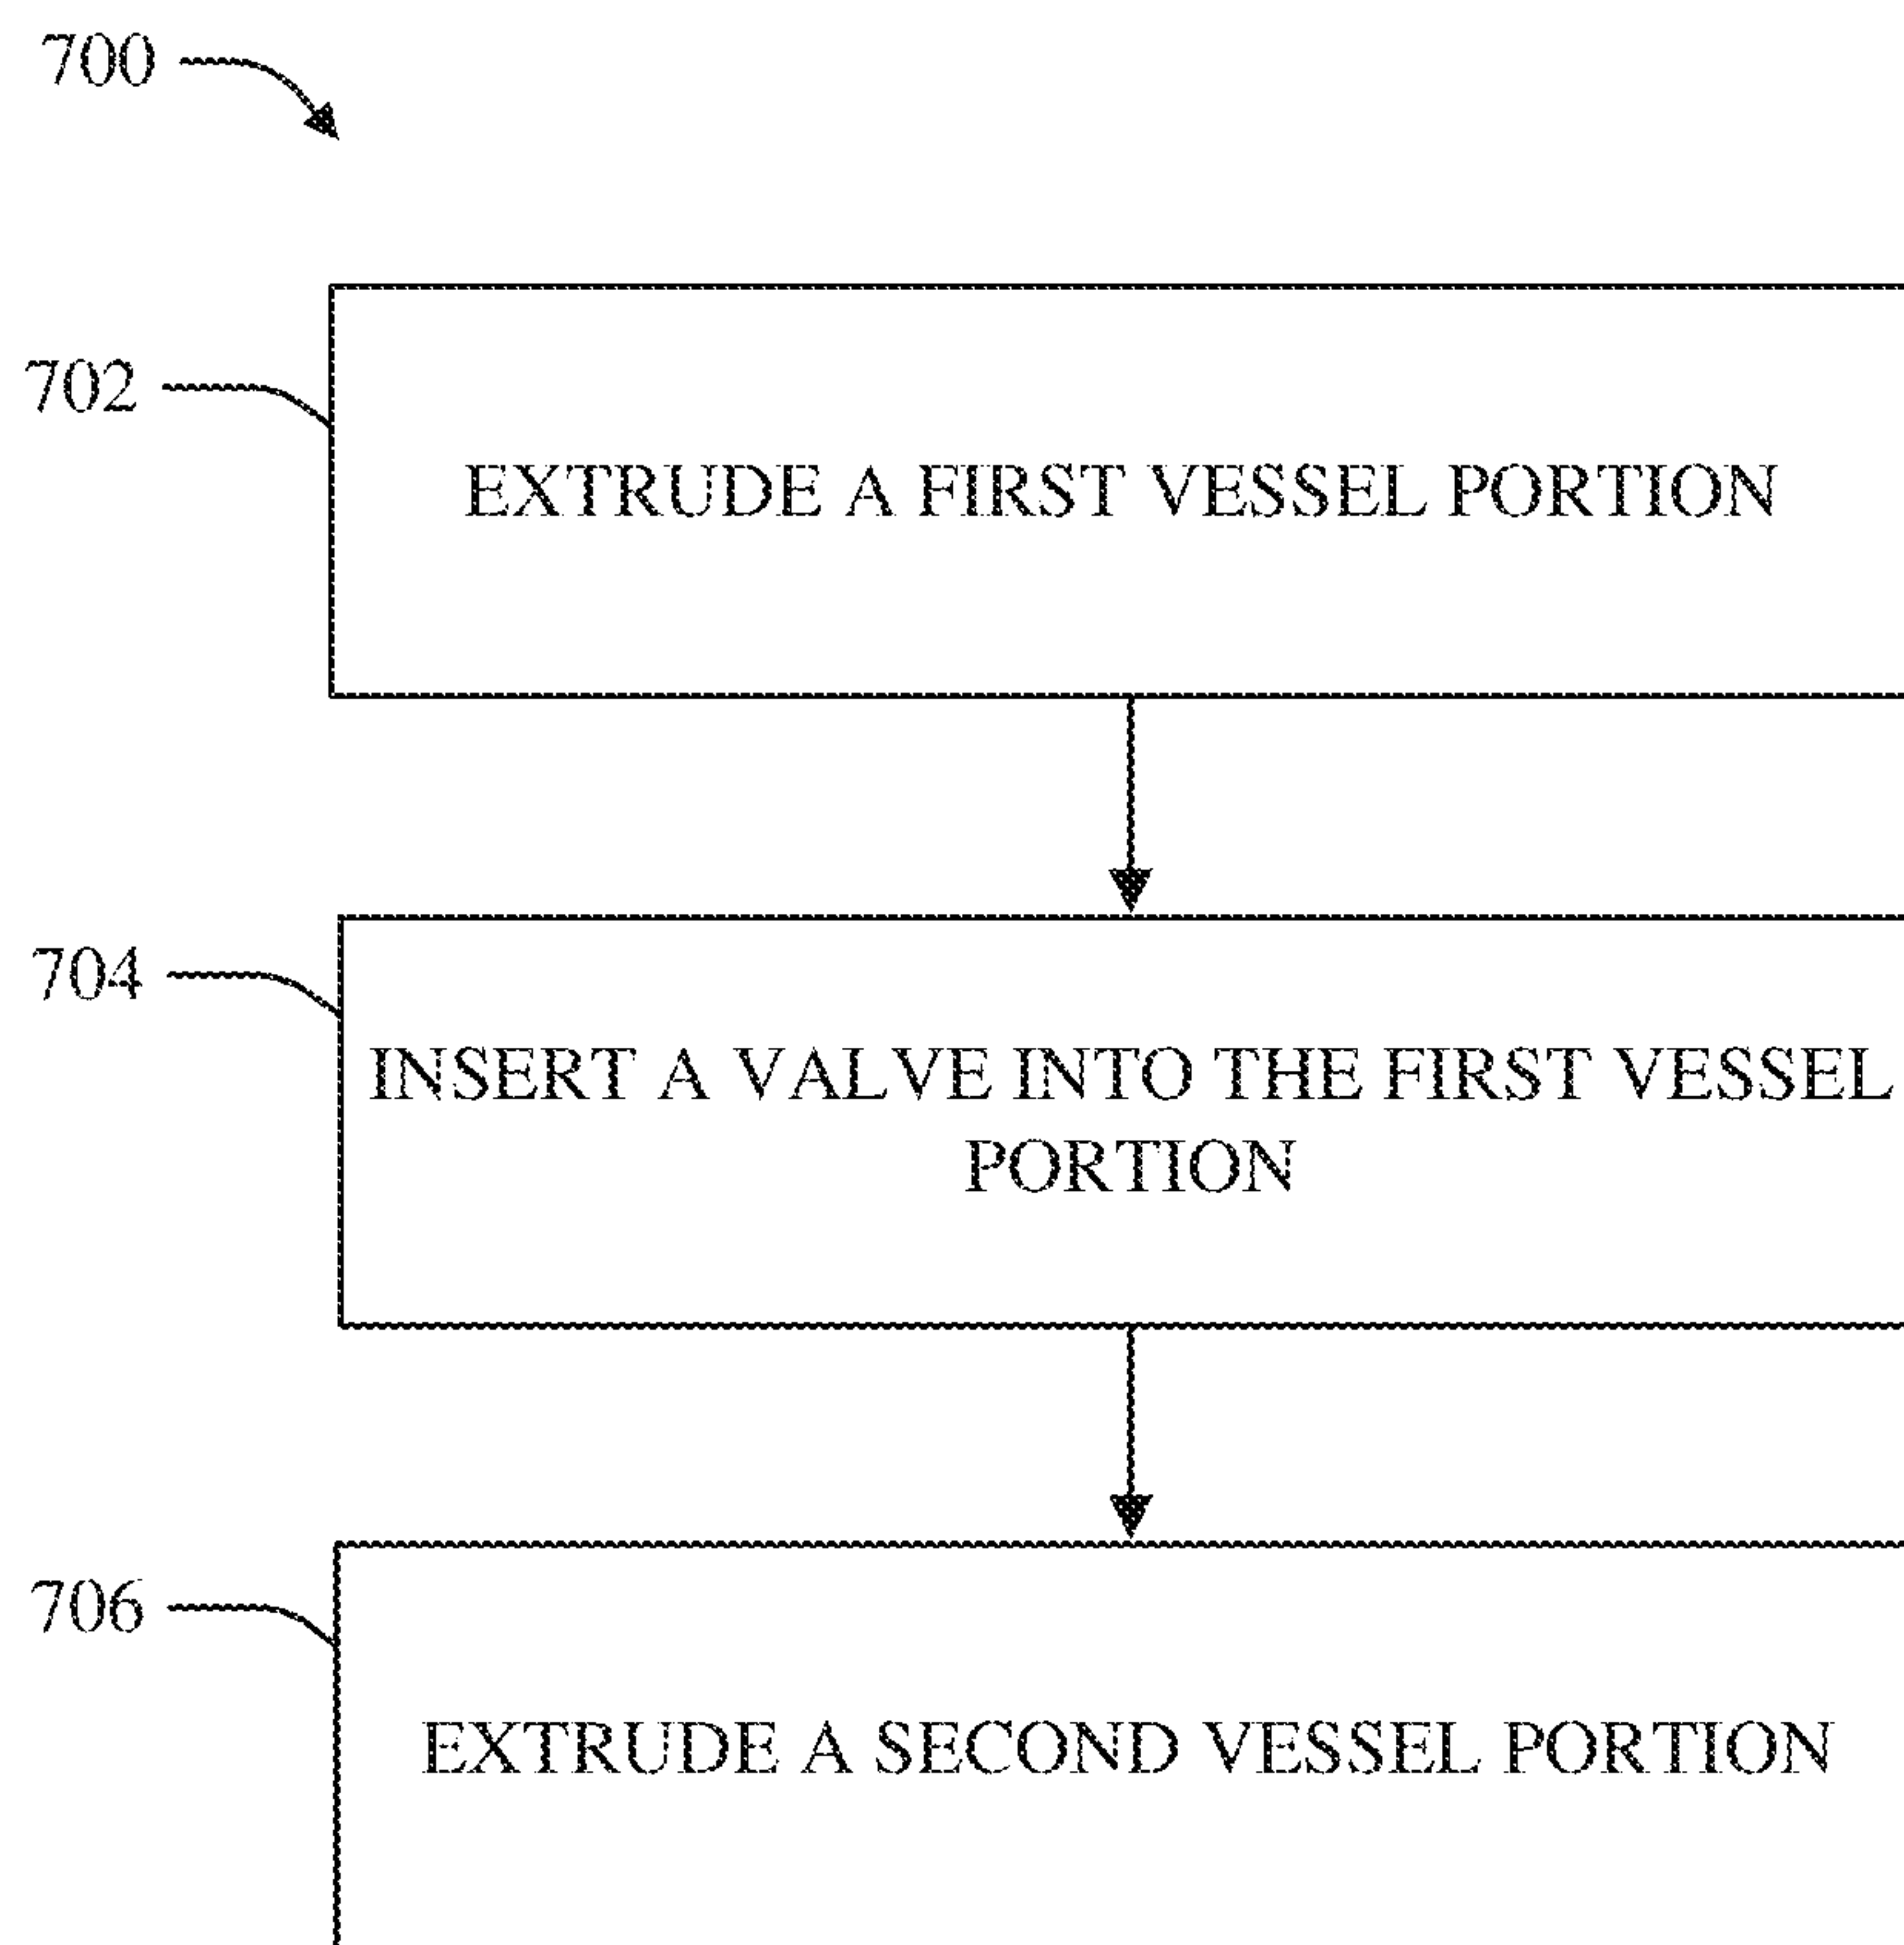 700
702
EXTRUDE A FIRST VESSEL PORTION
704
INSERT A VALVE INTO THE FIRST VESSEL
PORTION
706
EXTRUDE A SECOND VESSEL PORTION